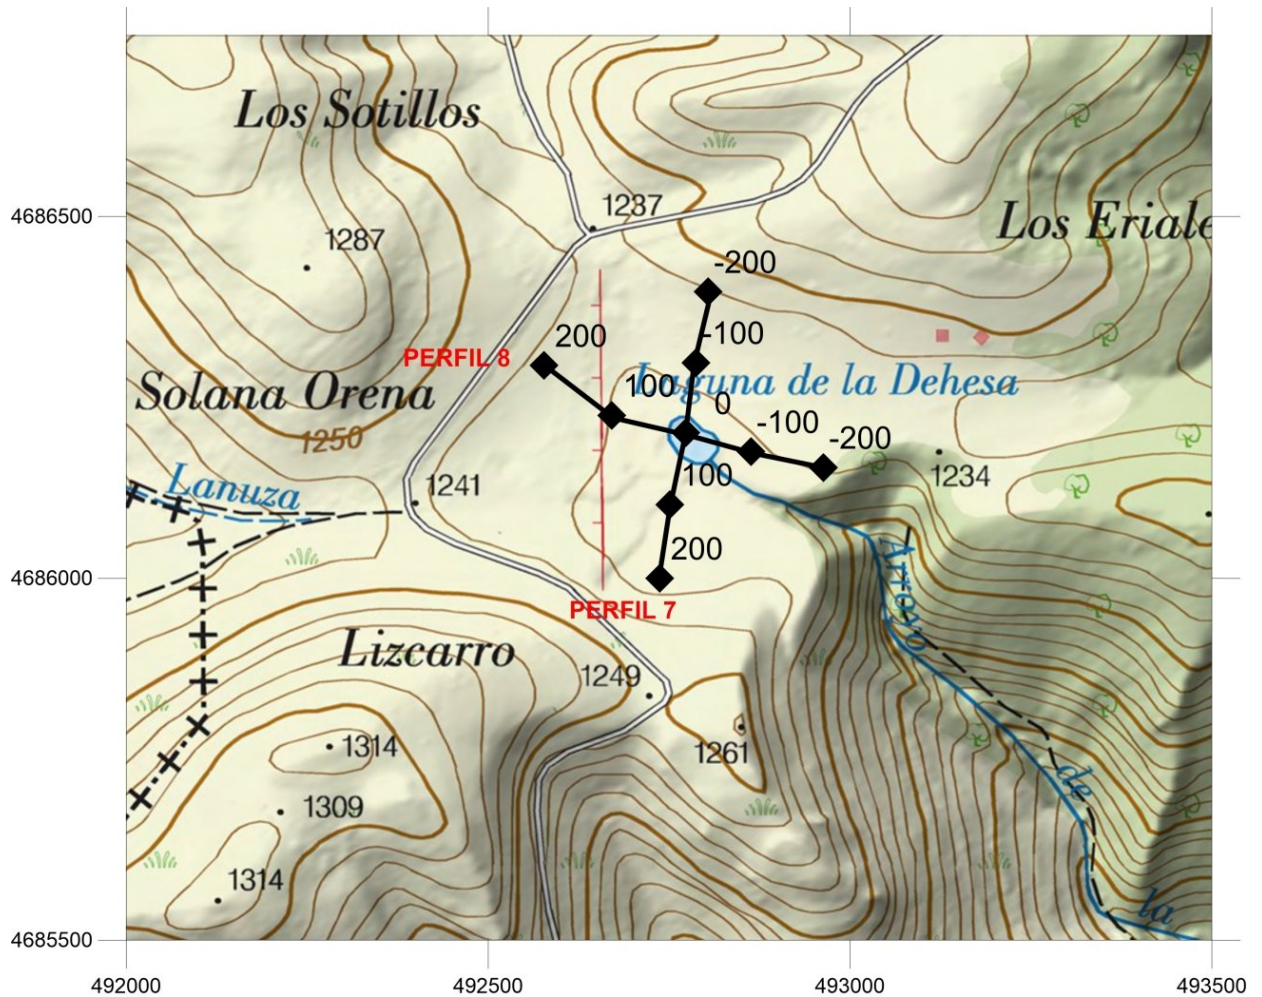 Los Sotillos
4686500
1237
Los Eriale
1287
-200
200
-100
PERFIL 8
Laguna de la Dehesa
100
0
Solana Orena
-100
-200
1250
1234
100
Lanuza
1241
200
4686000
Arroyo
PERFIL 7
Lizcarro
1249
1261
1314
de
1309
1314
la
4685500
492000
492500
493000
493500